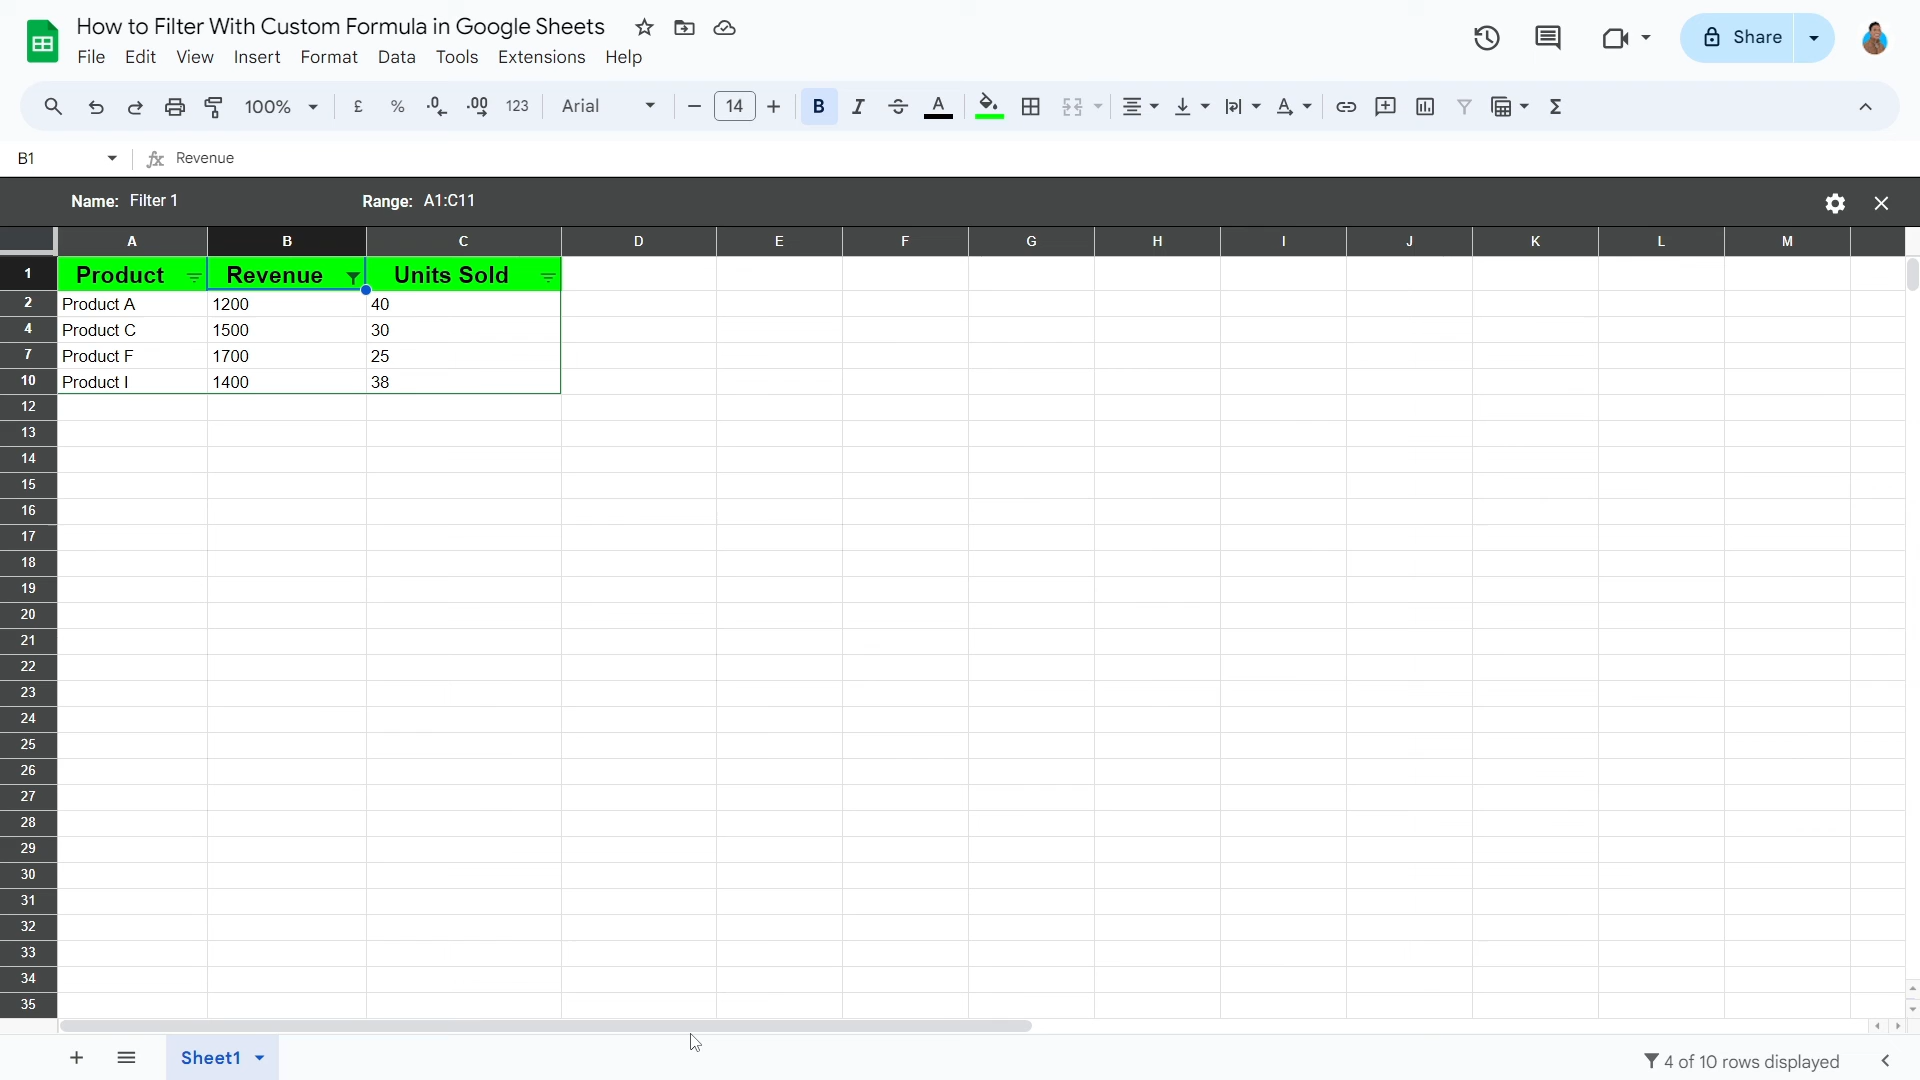 How to Filter With Custom Formula in Google Sheets
File Edit View Insert Format Data Tools Extensions Help
Share
100% £ % .0 .00 123 Arial 14 B I S A
B1 fx Revenue
Name: Filter 1 Range: A1:C11
A B C D E F G H I J K L M
1 Product Revenue Units Sold
2 Product A 1200 40
4 Product C 1500 30
7 Product F 1700 25
10 Product I 1400 38
12
13
14
15
16
17
18
19
20
21
22
23
24
25
26
27
28
29
30
31
32
33
34
35
Sheet1 4 of 10 rows displayed